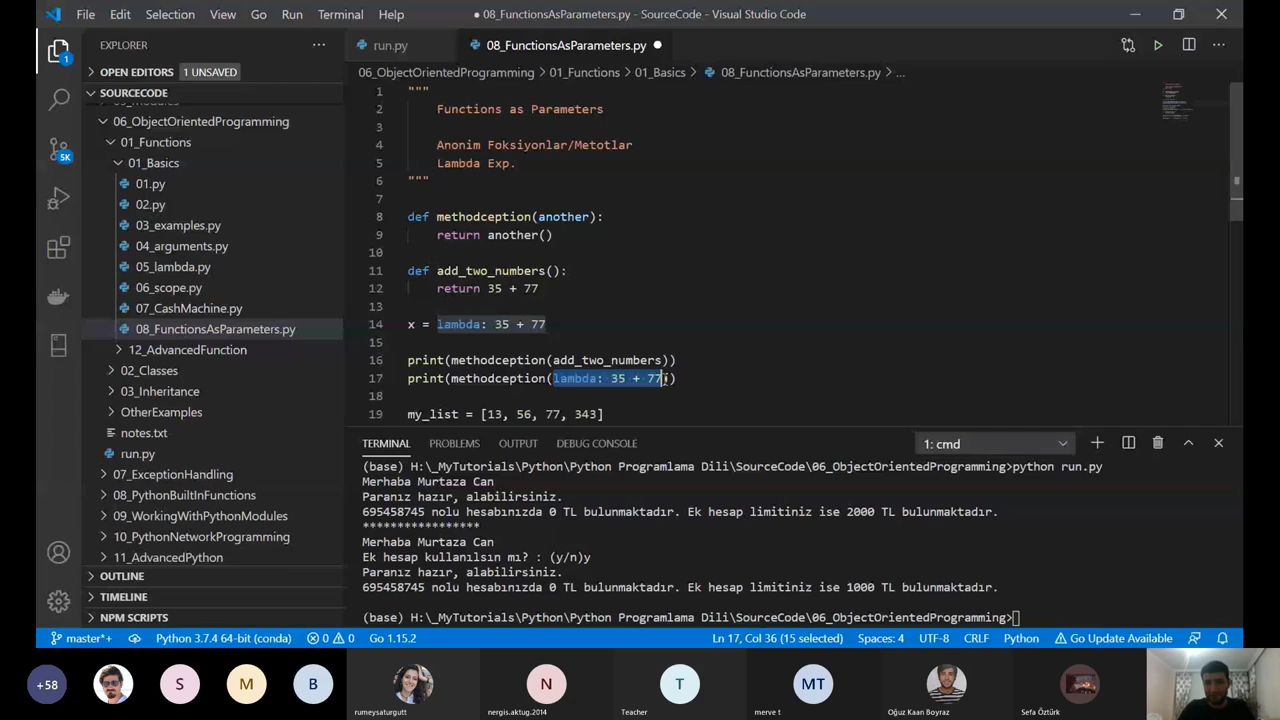 File Edit Selection View Go Run Terminal Help
● 08_FunctionsAsParameters.py - SourceCode - Visual Studio Code
EXPLORER ···
run.py
08_FunctionsAsParameters.py ●
OPEN EDITORS 1 UNSAVED
06_ObjectOrientedProgramming > 01_Functions > 01_Basics > 08_FunctionsAsParameters.py > ...
SOURCECODE
06_ObjectOrientedProgramming
01_Functions
01_Basics
01.py
02.py
03_examples.py
04_arguments.py
05_lambda.py
06_scope.py
07_CashMachine.py
08_FunctionsAsParameters.py
12_AdvancedFunction
02_Classes
03_Inheritance
OtherExamples
notes.txt
run.py
07_ExceptionHandling
08_PythonBuiltInFunctions
09_WorkingWithPythonModules
10_PythonNetworkProgramming
11_AdvancedPython
OUTLINE
TIMELINE
NPM SCRIPTS
1
5K
1 """
2 Functions as Parameters
3
4 Anonim Foksiyonlar/Metotlar
5 Lambda Exp.
6 """
7
8 def methodception(another):
9 return another()
10
11 def add_two_numbers():
12 return 35 + 77
13
14 x = lambda: 35 + 77
15
16 print(methodception(add_two_numbers))
17 print(methodception(lambda: 35 + 77))
18
19 my_list = [13, 56, 77, 343]
TERMINAL PROBLEMS OUTPUT DEBUG CONSOLE 1: cmd
(base) H:\_MyTutorials\Python\Python Programlama Dili\SourceCode\06_ObjectOrientedProgramming>python run.py
Merhaba Murtaza Can
Paranız hazır, alabilirsiniz.
695458745 nolu hesabınızda 0 TL bulunmaktadır. Ek hesap limitiniz ise 2000 TL bulunmaktadır.
*****************
Merhaba Murtaza Can
Ek hesap kullanılsın mı? : (y/n)y
Paranız hazır, alabilirsiniz.
695458745 nolu hesabınızda 0 TL bulunmaktadır. Ek hesap limitiniz ise 1000 TL bulunmaktadır.
(base) H:\_MyTutorials\Python\Python Programlama Dili\SourceCode\06_ObjectOrientedProgramming>
master*+ Python 3.7.4 64-bit (conda) 0 0 Go 1.15.2 Ln 17, Col 36 (15 selected) Spaces: 4 UTF-8 CRLF Python Go Update Available
+58 S M B N T MT
rumeysaturgutt nergis.aktug.2014 Teacher merve t Oğuz Kaan Boyraz Sefa Öztürk